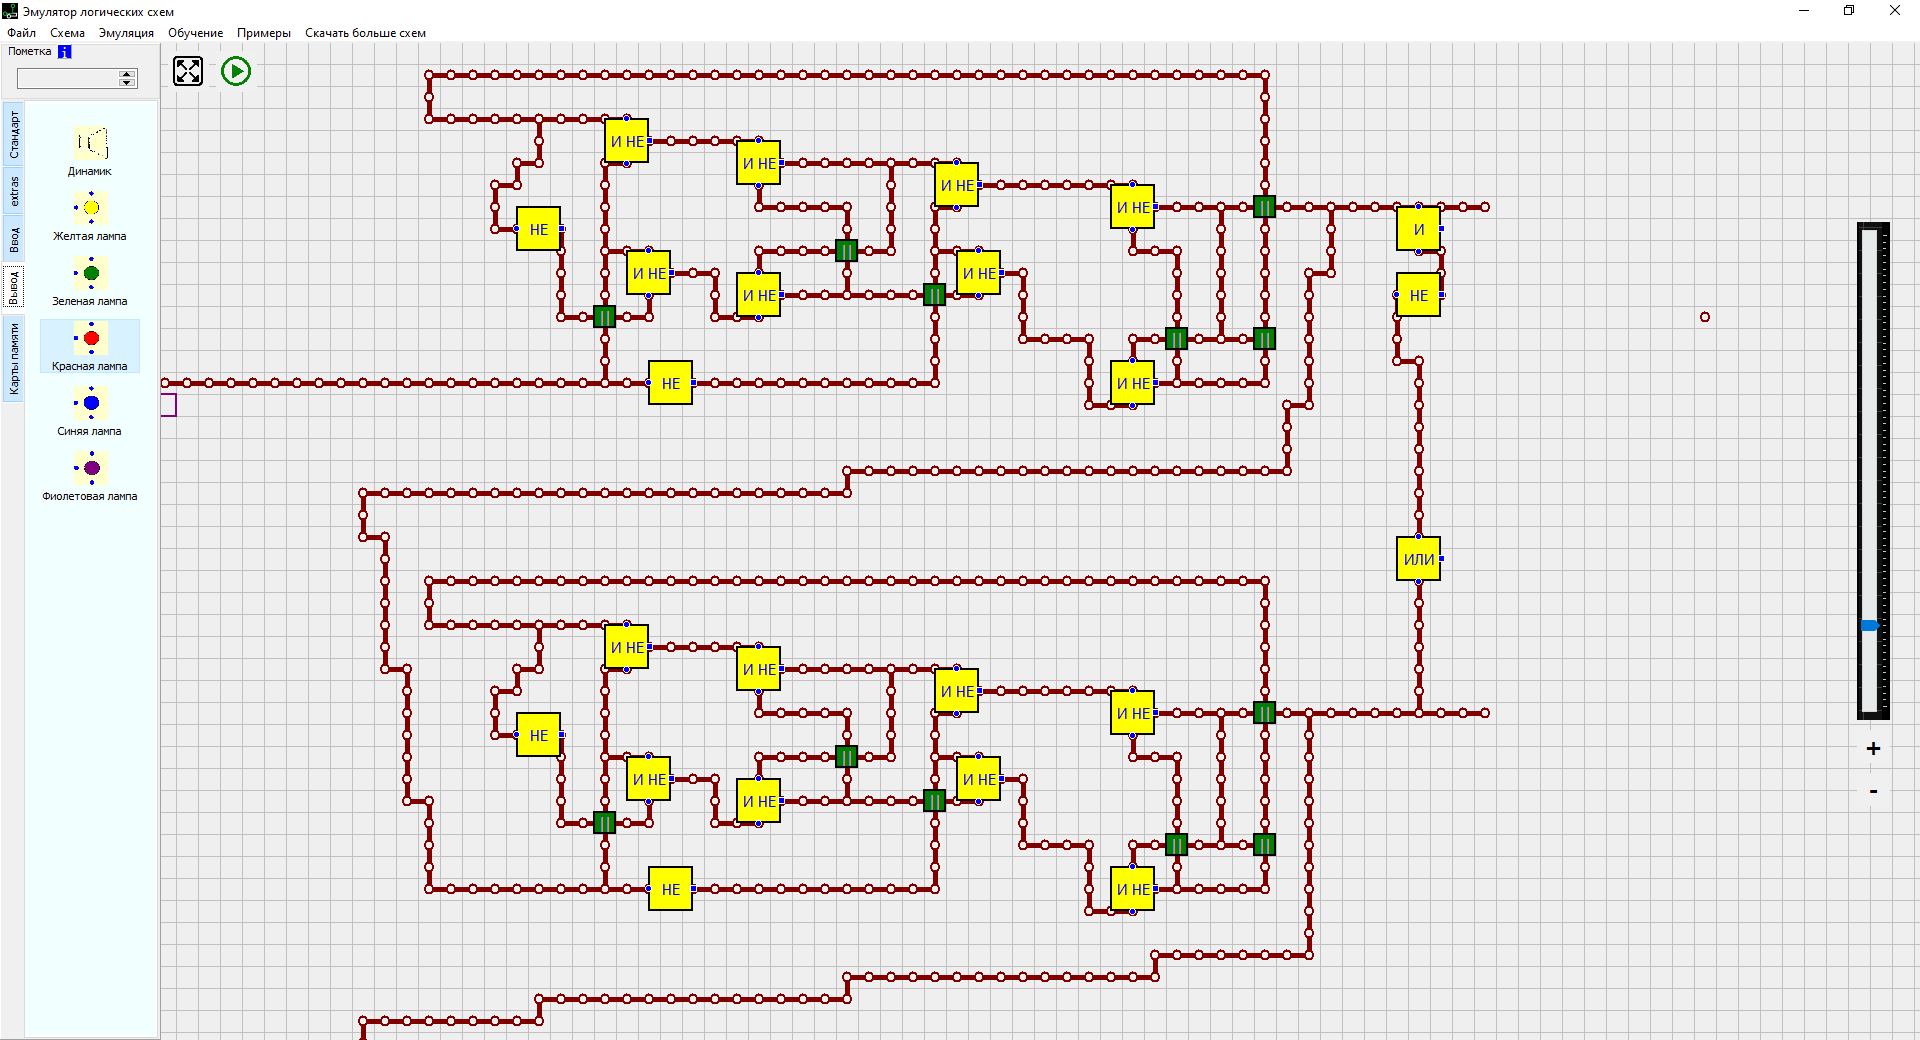 Эмулятор логических схем
Файл Схема Эмуляция Обучение Примеры Скачать больше схем
Пометка i
Стандарт
extras
Ввод
Вывод
Карты памяти
Динамик
Желтая лампа
Зеленая лампа
Красная лампа
Синяя лампа
Фиолетовая лампа
И НЕ
И НЕ
И НЕ
И НЕ
И
НЕ
И НЕ
И НЕ
И НЕ
НЕ
НЕ
И НЕ
ИЛИ
И НЕ
И НЕ
И НЕ
И НЕ
НЕ
И НЕ
И НЕ
И НЕ
НЕ
И НЕ
+
-